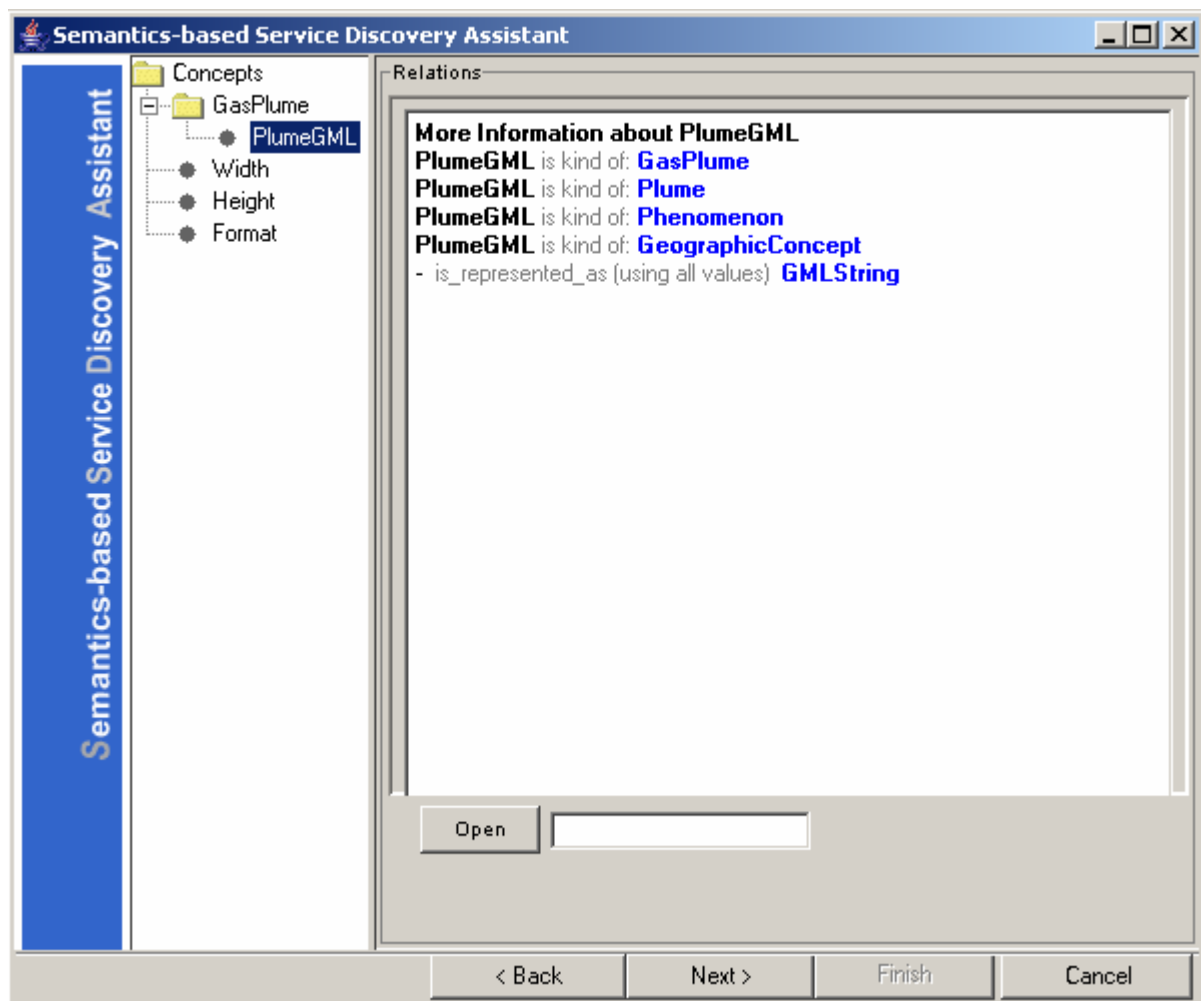 Semantics-based Service Discovery Assistant
Semantics-based Service Discovery Assistant
Concepts
GasPlume
PlumeGML
Width
Height
Format
Relations
More Information about PlumeGML
PlumeGML is kind of: GasPlume
PlumeGML is kind of: Plume
PlumeGML is kind of: Phenomenon
PlumeGML is kind of: GeographicConcept
- is_represented_as (using all values) GMLString
Open
< Back
Next >
Finish
Cancel